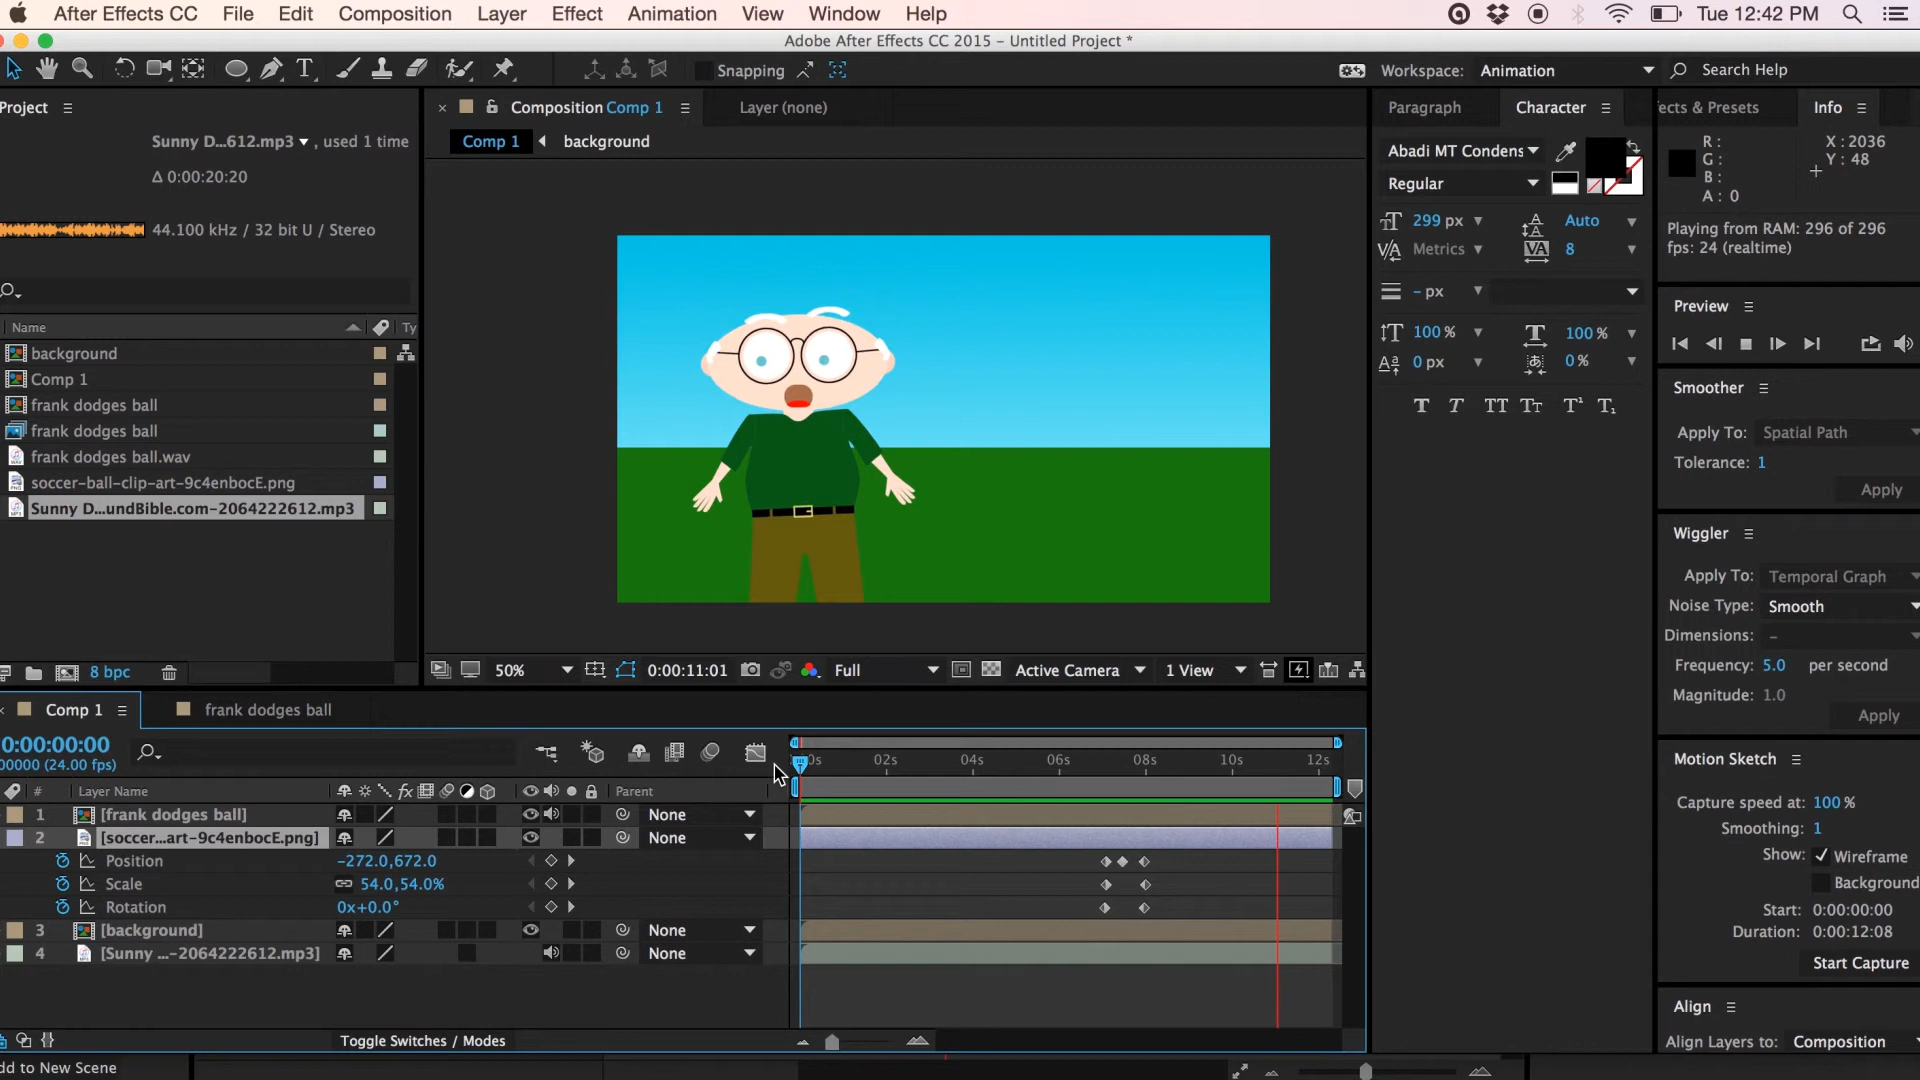 After Effects CC File Edit Composition Layer Effect Animation View Window Help Tue 12:42 PM
Adobe After Effects CC 2015 – Untitled Project *
Snapping Workspace: Animation Search Help
Project
Sunny D...612.mp3 , used 1 time
Δ 0:00:20:20
44.100 kHz / 32 bit U / Stereo
Name Ty
background
Comp 1
frank dodges ball
frank dodges ball
frank dodges ball.wav
soccer-ball-clip-art-9c4enbocE.png
Sunny D...undBible.com-2064222612.mp3
8 bpc
Composition Comp 1 Layer (none)
Comp 1 background
50% 0:00:11:01 Full Active Camera 1 View
Paragraph Character
Abadi MT Condens
Regular
299 px Auto
Metrics 8
– px
100 % 100 %
0 px 0 %
T T TT Tт T¹ T₁
fects & Presets Info
R : X : 2036
G : Y : 48
B :
A : 0
Playing from RAM: 296 of 296
fps: 24 (realtime)
Preview
Smoother
Apply To: Spatial Path
Tolerance: 1
Apply
Wiggler
Apply To: Temporal Graph
Noise Type: Smooth
Dimensions: –
Frequency: 5.0 per second
Magnitude: 1.0
Apply
Motion Sketch
Capture speed at: 100 %
Smoothing: 1
Show: Wireframe
Background
Start: 0:00:00:00
Duration: 0:00:12:08
Start Capture
Align
Align Layers to: Composition
Comp 1 frank dodges ball
0:00:00:00
00000 (24.00 fps)
0s 02s 04s 06s 08s 10s 12s
# Layer Name fx Parent
1 [frank dodges ball] None
2 [soccer...art-9c4enbocE.png] None
Position -272.0,672.0
Scale 54.0,54.0%
Rotation 0x+0.0°
3 [background] None
4 [Sunny ...-2064222612.mp3] None
Toggle Switches / Modes
dd to New Scene